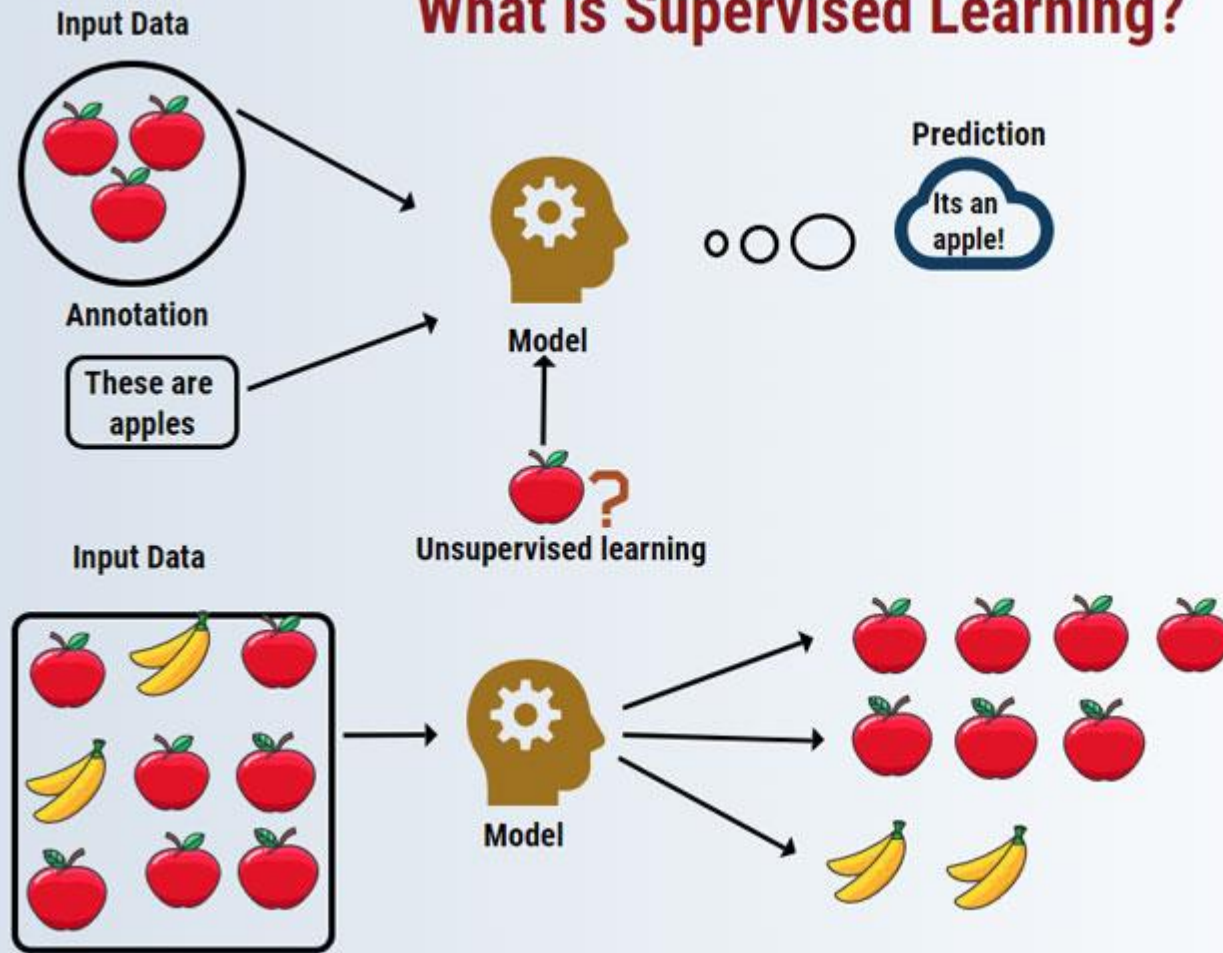 What is Supervised Learning?
Input Data
Annotation
These are
apples
Model
Prediction
Its an
apple!
?
Unsupervised learning
Input Data
Model